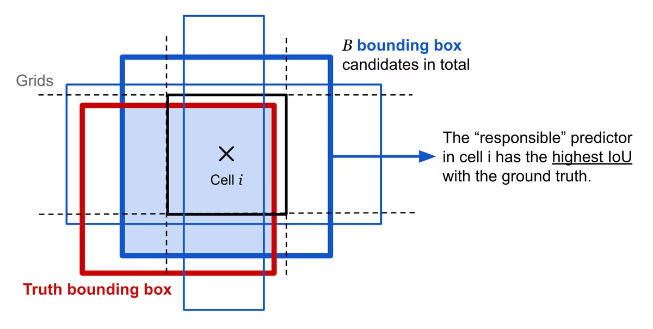 B bounding box
candidates in total
Grids
The “responsible” predictor
in cell i has the highest IoU
with the ground truth.
Cell i
Truth bounding box